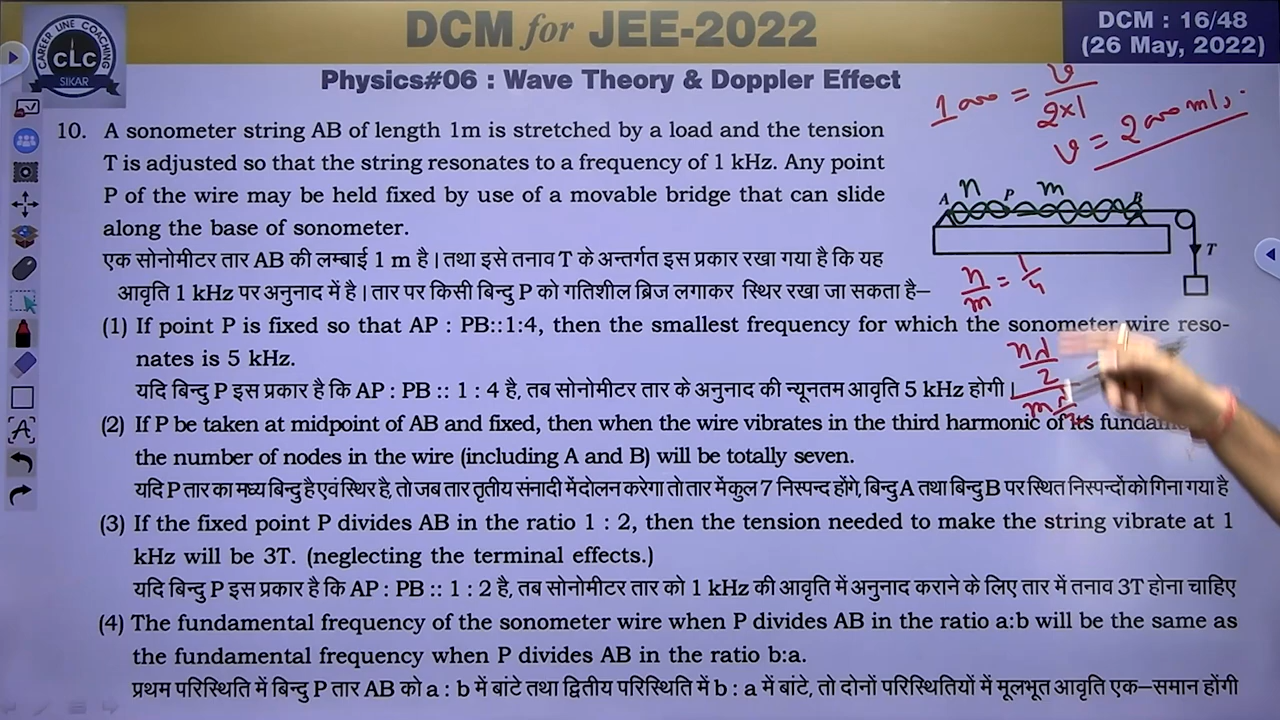 DCM for JEE-2022
DCM : 16/48
(26 May, 2022)
CAREER LINE COACHING
CLC
SIKAR
Physics#06 : Wave Theory & Doppler Effect
1000 = v/2×1
v = 2000 m/s.
10. A sonometer string AB of length 1m is stretched by a load and the tension
T is adjusted so that the string resonates to a frequency of 1 kHz. Any point
P of the wire may be held fixed by use of a movable bridge that can slide
along the base of sonometer.
एक सोनोमीटर तार AB की लम्बाई 1 m है। तथा इसे तनाव T के अन्तर्गत इस प्रकार रखा गया है कि यह
आवृति 1 kHz पर अनुनाद में है। तार पर किसी बिन्दु P को गतिशील ब्रिज लगाकर स्थिर रखा जा सकता है–
n m
A P B
T
n/m = 1/4
(1) If point P is fixed so that AP : PB::1:4, then the smallest frequency for which the sonometer wire reso-
nates is 5 kHz.
nλ/2
यदि बिन्दु P इस प्रकार है कि AP : PB :: 1 : 4 है, तब सोनोमीटर तार के अनुनाद की न्यूनतम आवृति 5 kHz होगी।
(2) If P be taken at midpoint of AB and fixed, then when the wire vibrates in the third harmonic of its
the number of nodes in the wire (including A and B) will be totally seven.
यदि P तार का मध्य बिन्दु है एवं स्थिर है, तो जब तार तृतीय संनादी में दोलन करेगा तो तार में कुल 7 निस्पन्द होंगे, बिन्दु A तथा बिन्दु B पर स्थित निस्पन्दों को गिना गया है
(3) If the fixed point P divides AB in the ratio 1 : 2, then the tension needed to make the string vibrate at 1
kHz will be 3T. (neglecting the terminal effects.)
यदि बिन्दु P इस प्रकार है कि AP : PB :: 1 : 2 है, तब सोनोमीटर तार को 1 kHz की आवृति में अनुनाद कराने के लिए तार में तनाव 3T होना चाहिए
(4) The fundamental frequency of the sonometer wire when P divides AB in the ratio a:b will be the same as
the fundamental frequency when P divides AB in the ratio b:a.
प्रथम परिस्थिति में बिन्दु P तार AB को a : b में बांटे तथा द्वितीय परिस्थिति में b : a में बांटे, तो दोनों परिस्थितियों में मूलभूत आवृति एक–समान होंगी